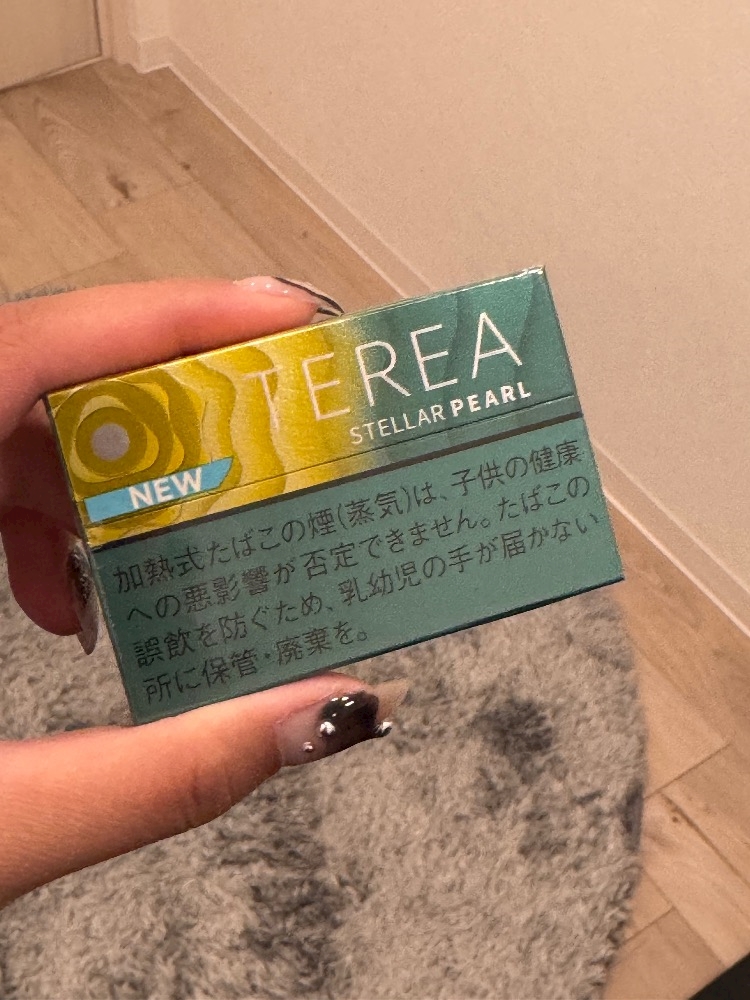 TEREA
STELLAR PEARL
NEW
加熱式たばこの煙(蒸気)は、子供の健康
への悪影響が否定できません。たばこの
誤飲を防ぐため、乳幼児の手が届かない
所に保管・廃棄を。